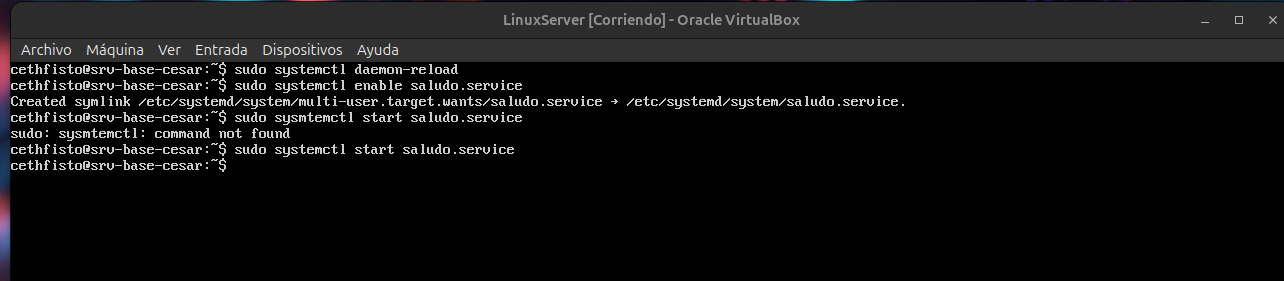 LinuxServer [Corriendo] - Oracle VirtualBox
Archivo Máquina Ver Entrada Dispositivos Ayuda
cethfisto@srv-base-cesar:~$ sudo systemctl daemon-reload
cethfisto@srv-base-cesar:~$ sudo systemctl enable saludo.service
Created symlink /etc/systemd/system/multi-user.target.wants/saludo.service → /etc/systemd/system/saludo.service.
cethfisto@srv-base-cesar:~$ sudo sysmtemctl start saludo.service
sudo: sysmtemctl: command not found
cethfisto@srv-base-cesar:~$ sudo systemctl start saludo.service
cethfisto@srv-base-cesar:~$